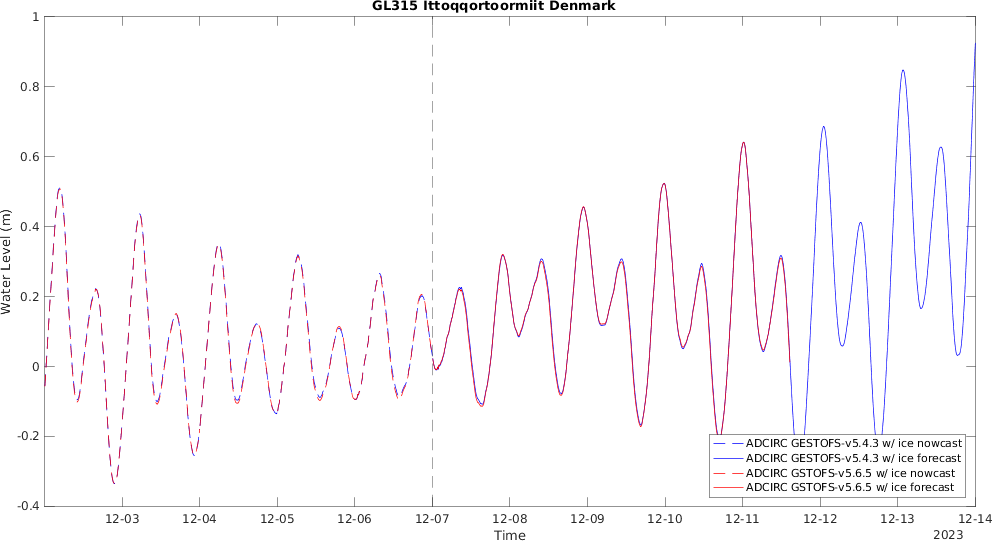 GL315 Ittoqqortoormiit Denmark
1
0.8
0.6
0.4
0.2
0
-0.2
-0.4
Water Level (m)
ADCIRC GESTOFS-v5.4.3 w/ ice nowcast
ADCIRC GESTOFS-v5.4.3 w/ ice forecast
ADCIRC GSTOFS-v5.6.5 w/ ice nowcast
ADCIRC GSTOFS-v5.6.5 w/ ice forecast
12-03 12-04 12-05 12-06 12-07 12-08 12-09 12-10 12-11 12-12 12-13 12-14
Time
2023